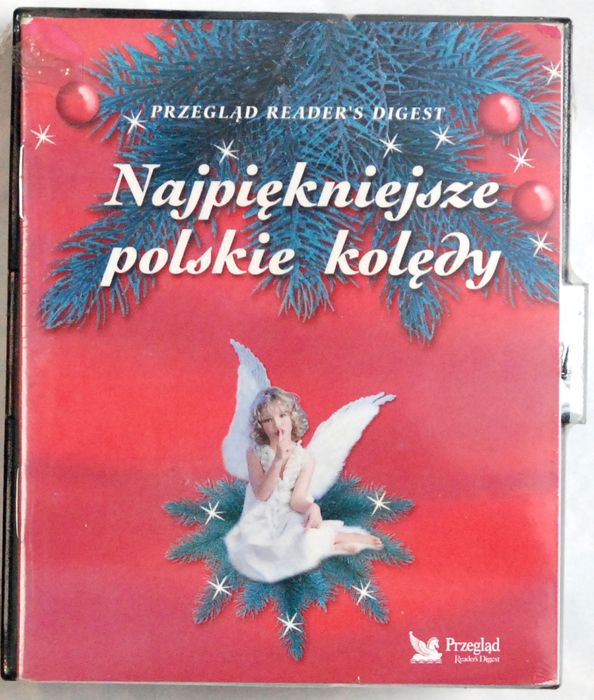 PRZEGLĄD READER'S DIGEST
Najpiękniejsze
polskie kolędy
Przegląd
Reader's Digest